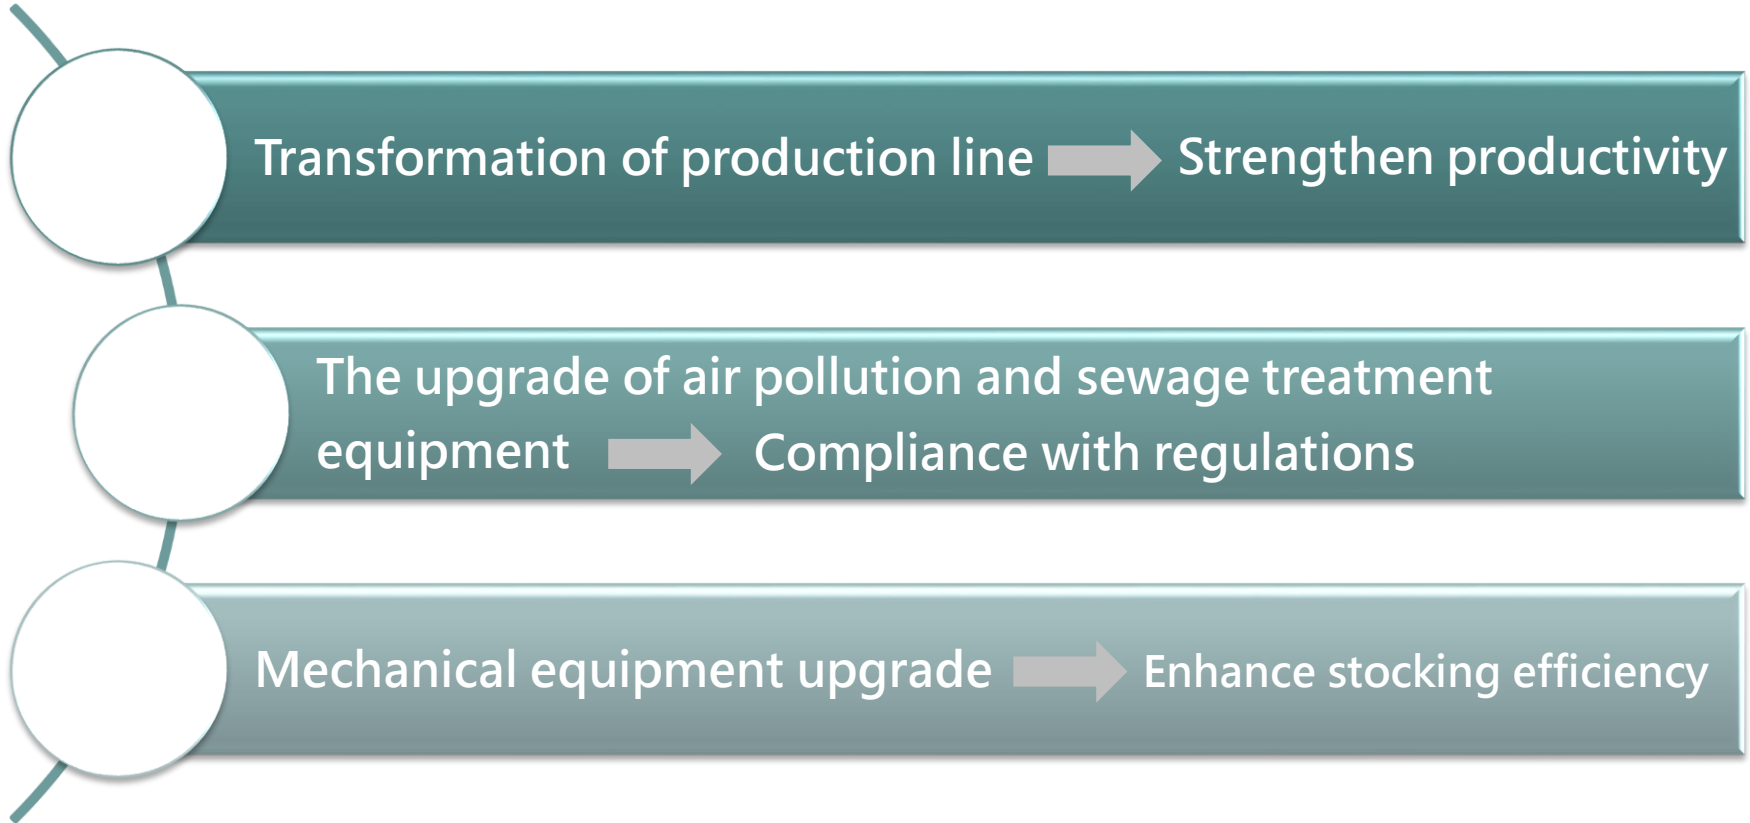 Transformation of production line Strengthen productivity
The upgrade of air pollution and sewage treatment
equipment Compliance with regulations
Mechanical equipment upgrade Enhance stocking efficiency